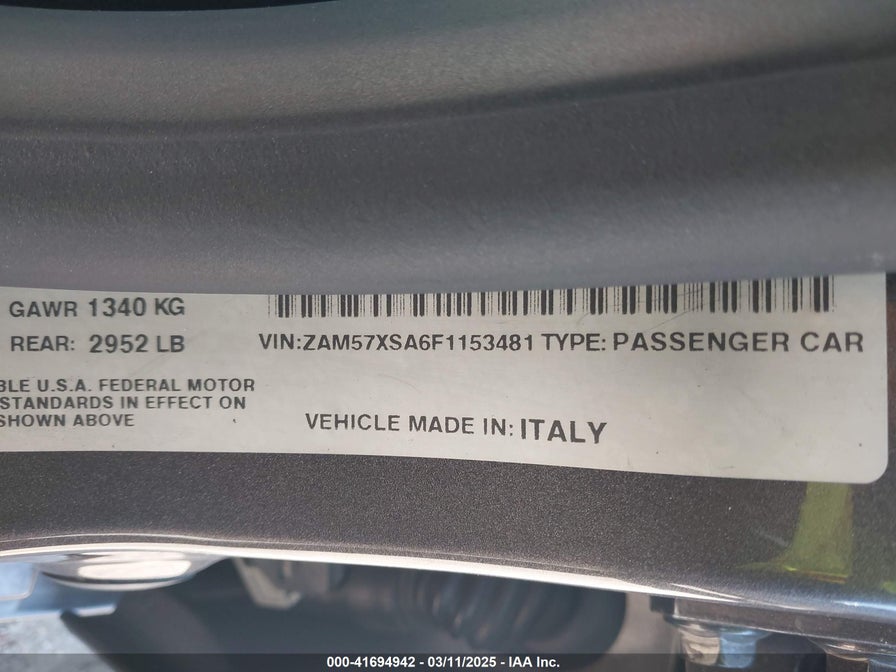 GAWR 1340 KG
REAR: 2952 LB
VIN:ZAM57XSA6F1153481 TYPE: PASSENGER CAR
BLE U.S.A. FEDERAL MOTOR
STANDARDS IN EFFECT ON
SHOWN ABOVE
VEHICLE MADE IN: ITALY
000-41694942 - 03/11/2025 - IAA Inc.